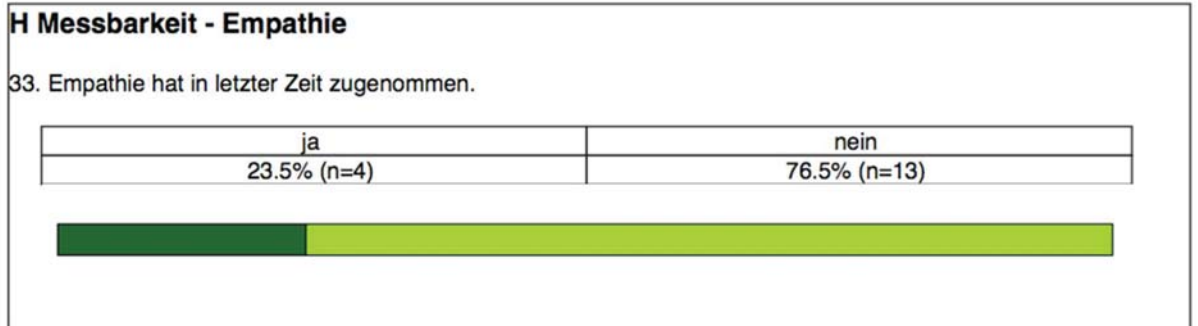 H Messbarkeit - Empathie
33. Empathie hat in letzter Zeit zugenommen.
ja nein
23.5% (n=4) 76.5% (n=13)